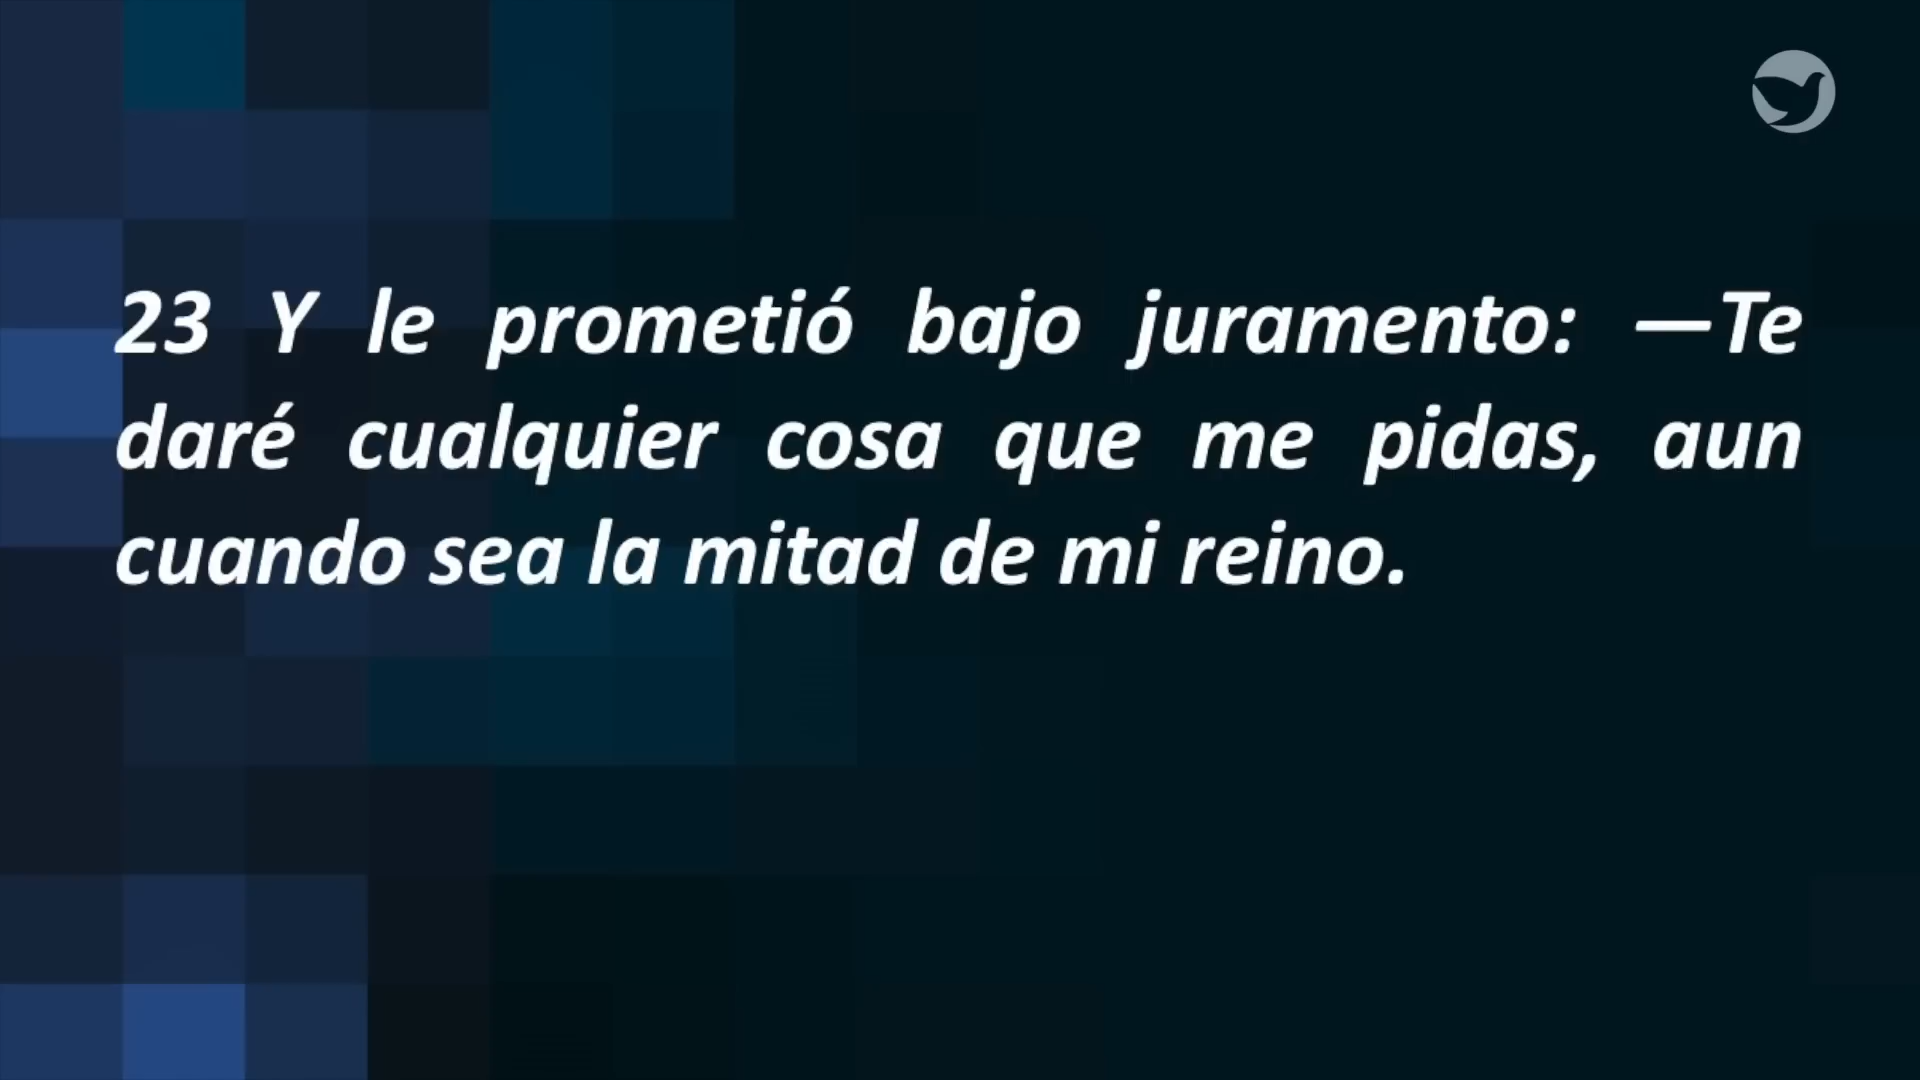 23 Y le prometió bajo juramento: —Te
daré cualquier cosa que me pidas, aun
cuando sea la mitad de mi reino.